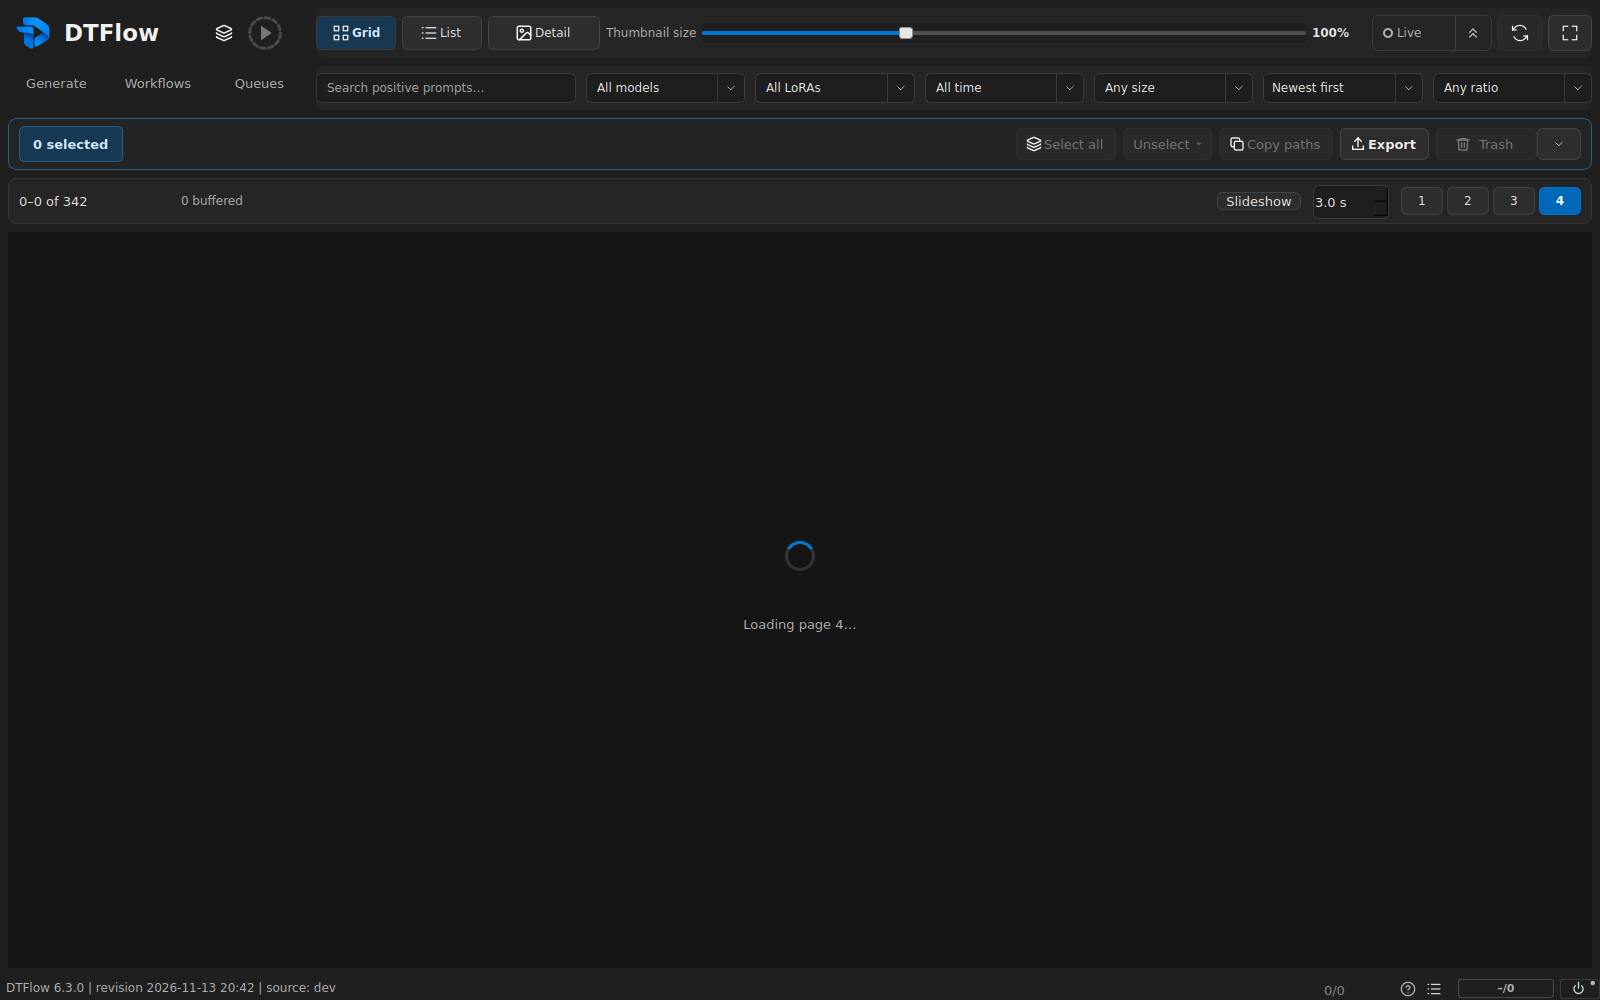 DTFlow
Grid
List
Detail
Thumbnail size
100%
Live
Generate
Workflows
Queues
Search positive prompts...
All models
All LoRAs
All time
Any size
Newest first
Any ratio
0 selected
Select all
Unselect
Copy paths
Export
Trash
0–0 of 342
0 buffered
Slideshow
3.0 s
1
2
3
4
Loading page 4...
DTFlow 6.3.0 | revision 2026-11-13 20:42 | source: dev
0/0
–/0